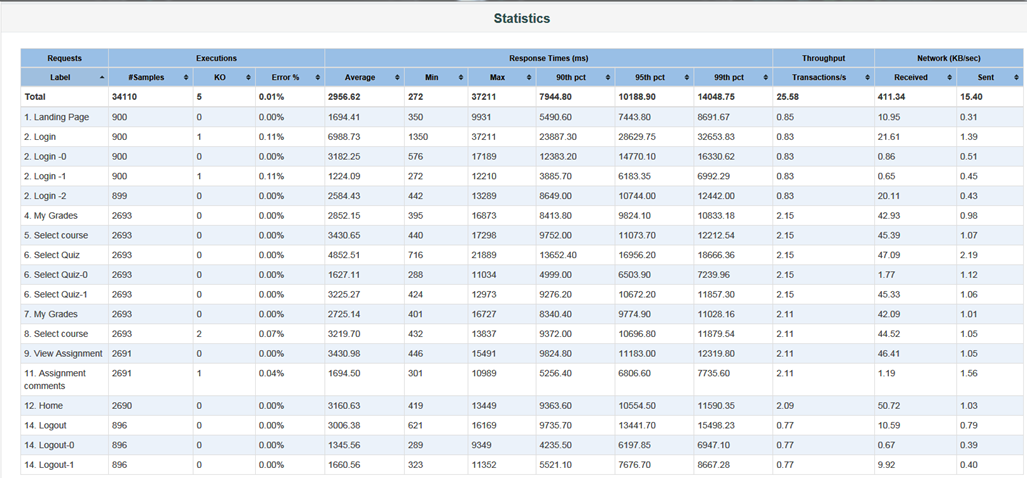 Statistics
Requests Executions Response Times (ms) Throughput Network (KB/sec)
Label #Samples KO Error % Average Min Max 90th pct 95th pct 99th pct Transactions/s Received Sent
Total 34110 5 0.01% 2956.62 272 37211 7944.80 10188.90 14048.75 25.58 411.34 15.40
1. Landing Page 900 0 0.00% 1694.41 350 9931 5490.60 7443.80 8691.67 0.85 10.95 0.31
2. Login 900 1 0.11% 6988.73 1350 37211 23887.30 28629.75 32653.83 0.83 21.61 1.39
2. Login -0 900 0 0.00% 3182.25 576 17189 12383.20 14770.10 16330.62 0.83 0.86 0.51
2. Login -1 900 1 0.11% 1224.09 272 12210 3885.70 6183.35 6992.29 0.83 0.65 0.45
2. Login -2 899 0 0.00% 2584.43 442 13289 8649.00 10744.00 12442.00 0.83 20.11 0.43
4. My Grades 2693 0 0.00% 2852.15 395 16873 8413.80 9824.10 10833.18 2.15 42.93 0.98
5. Select course 2693 0 0.00% 3430.65 440 17298 9752.00 11073.70 12212.54 2.15 45.39 1.07
6. Select Quiz 2693 0 0.00% 4852.51 716 21889 13652.40 16956.20 18666.36 2.15 47.09 2.19
6. Select Quiz-0 2693 0 0.00% 1627.11 288 11034 4999.00 6503.90 7239.96 2.15 1.77 1.12
6. Select Quiz-1 2693 0 0.00% 3225.27 424 12973 9276.20 10672.20 11857.30 2.15 45.33 1.06
7. My Grades 2693 0 0.00% 2725.14 401 16727 8340.40 9774.90 11028.16 2.11 42.09 1.01
8. Select course 2693 2 0.07% 3219.70 432 13837 9372.00 10696.80 11879.54 2.11 44.52 1.05
9. View Assignment 2691 0 0.00% 3430.98 446 15491 9824.80 11183.00 12319.80 2.11 46.41 1.05
11. Assignment comments 2691 1 0.04% 1694.50 301 10989 5256.40 6806.60 7735.60 2.11 1.19 1.56
12. Home 2690 0 0.00% 3160.63 419 13449 9363.60 10554.50 11590.35 2.09 50.72 1.03
14. Logout 896 0 0.00% 3006.38 621 16169 9735.70 13441.70 15498.23 0.77 10.59 0.79
14. Logout-0 896 0 0.00% 1345.56 289 9349 4235.50 6197.85 6947.10 0.77 0.67 0.39
14. Logout-1 896 0 0.00% 1660.56 323 11352 5521.10 7676.70 8667.28 0.77 9.92 0.40